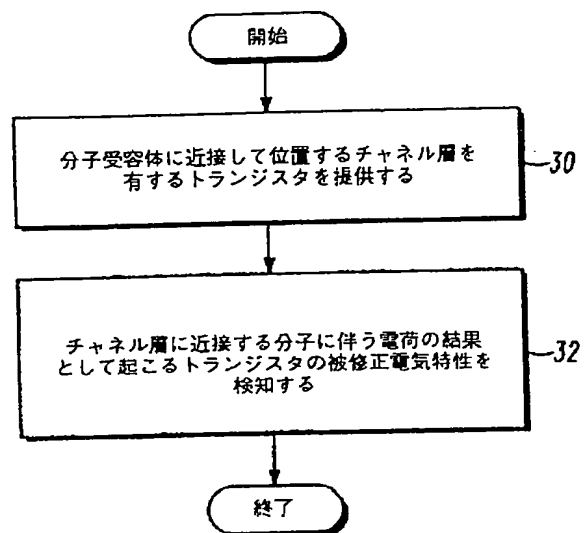 開始
分子受容体に近接して位置するチャネル層を
有するトランジスタを提供する
30
チャネル層に近接する分子に伴う電荷の結果
として起こるトランジスタの被修正電気特性を
検知する
32
終了